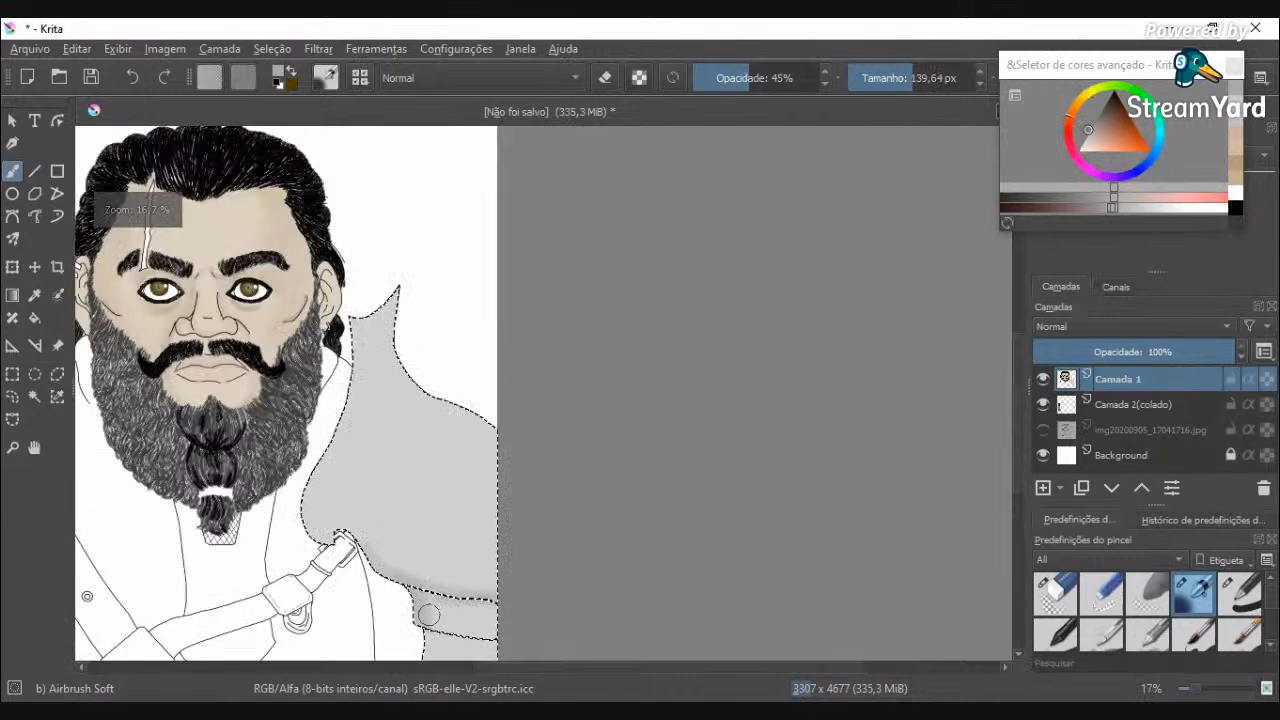 * - Krita
Powered by
StreamYard
Arquivo Editar Exibir Imagem Camada Seleção Filtrar Ferramentas Configurações Janela Ajuda
&Seletor de cores avançado - Krita
Normal
Opacidade: 45%
Tamanho: 139,64 px
[Não foi salvo] (335,3 MiB) *
Zoom: 16,7 %
Camadas Canais
Camadas
Normal
Opacidade: 100%
Camada 1
Camada 2(colado)
img20200905_17041716.jpg
Background
Predefinições d... Histórico de predefinições d...
Predefinições do pincel
All
Etiqueta
Pesquisar
b) Airbrush Soft
RGB/Alfa (8-bits inteiros/canal) sRGB-elle-V2-srgbtrc.icc
3307 x 4677 (335,3 MiB)
17%